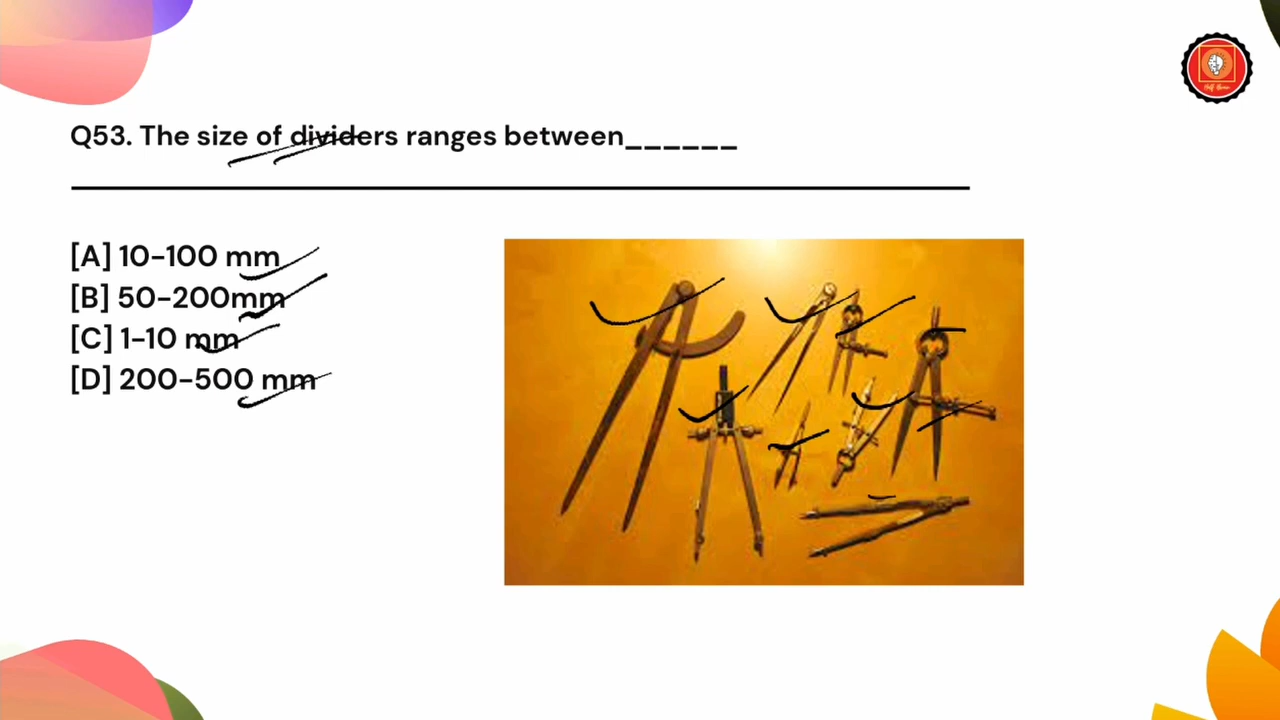 Q53. The size of dividers ranges between______
[A] 10-100 mm
[B] 50-200mm
[C] 1-10 mm
[D] 200-500 mm